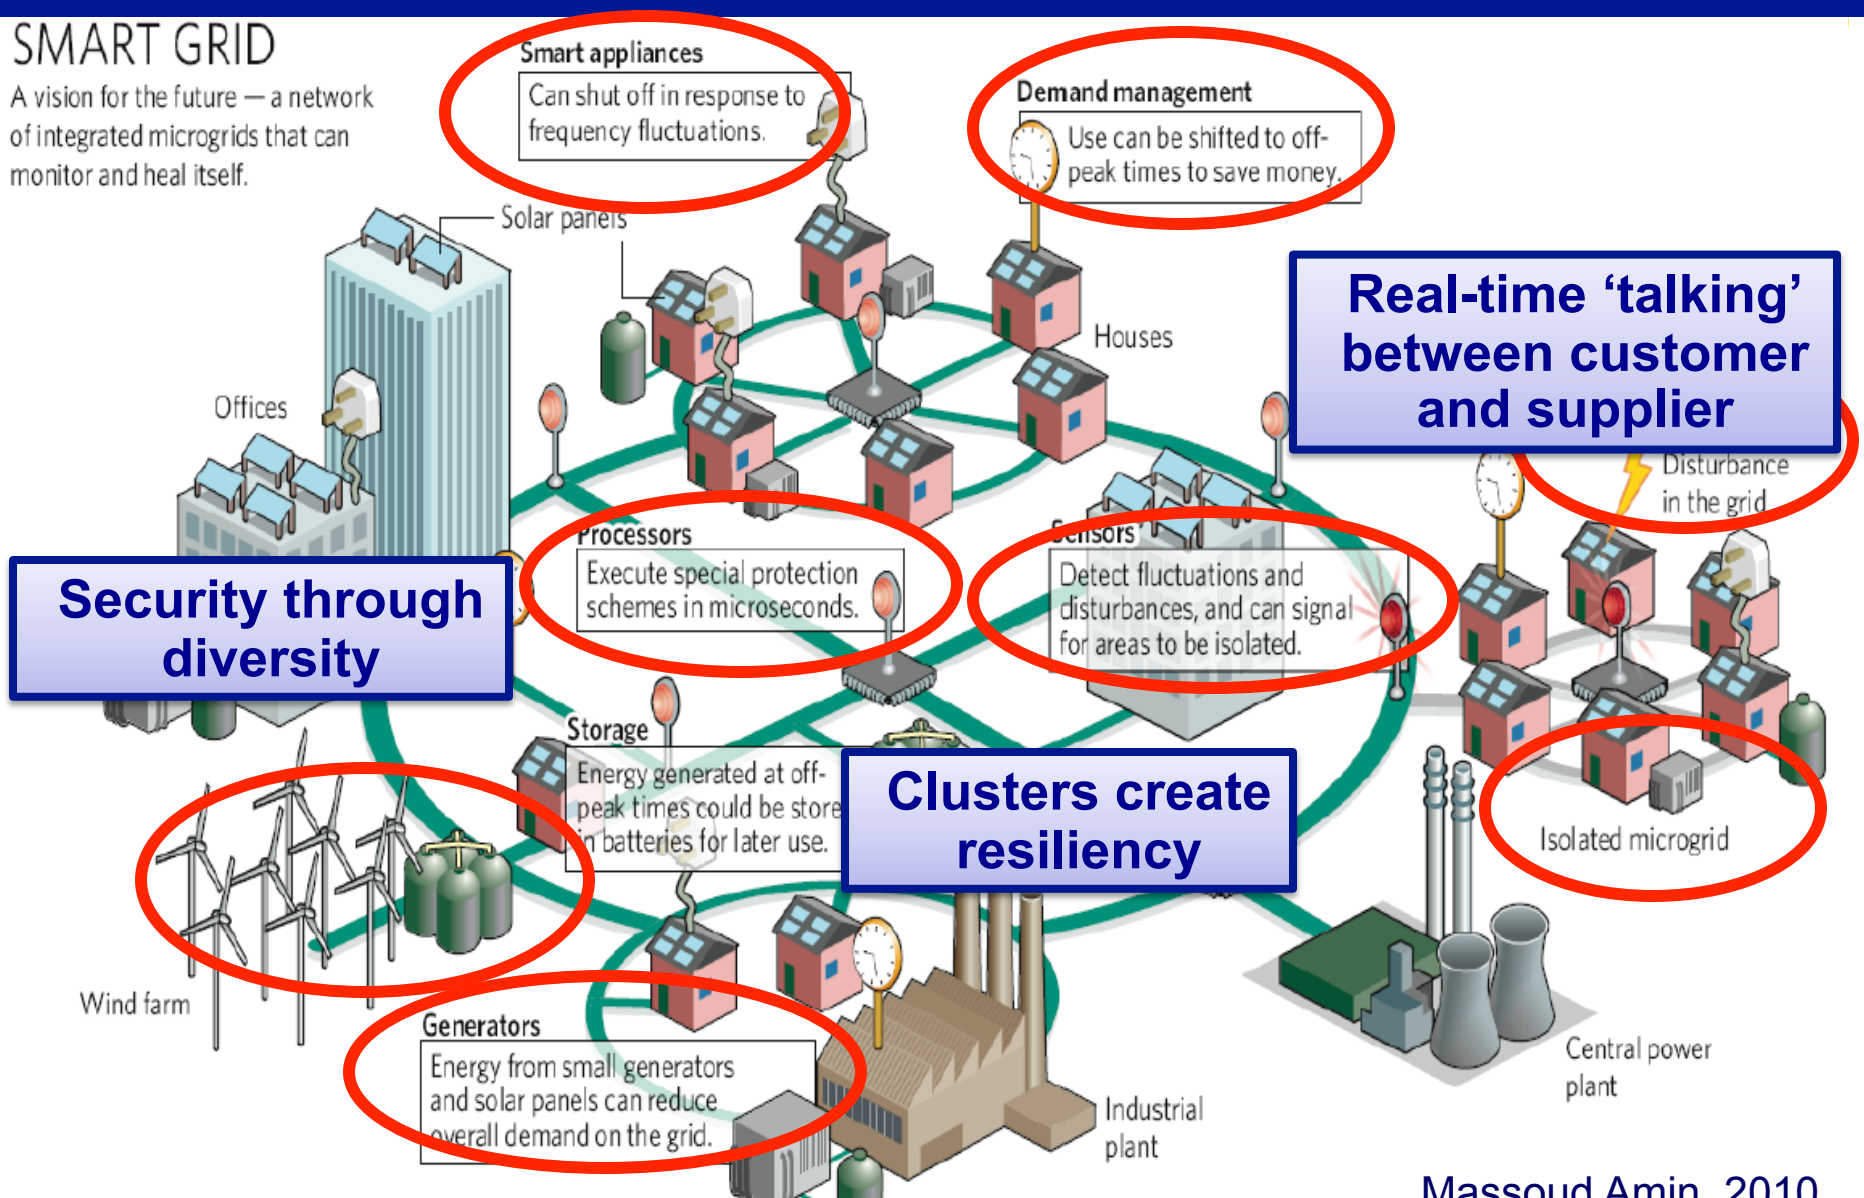 SMART GRID
A vision for the future — a network
of integrated microgrids that can
monitor and heal itself.
Smart appliances
Can shut off in response to
frequency fluctuations.
Demand management
Use can be shifted to off-
peak times to save money.
Solar panels
Houses
Real-time ‘talking’
between customer
and supplier
Offices
Disturbance
in the grid
Processors
Execute special protection
schemes in microseconds.
Sensors
Detect fluctuations and
disturbances, and can signal
for areas to be isolated.
Security through
diversity
Storage
Energy generated at off-
peak times could be store
in batteries for later use.
Clusters create
resiliency
Isolated microgrid
Wind farm
Generators
Energy from small generators
and solar panels can reduce
overall demand on the grid.
Central power
plant
Industrial
plant
Massoud Amin, 2010